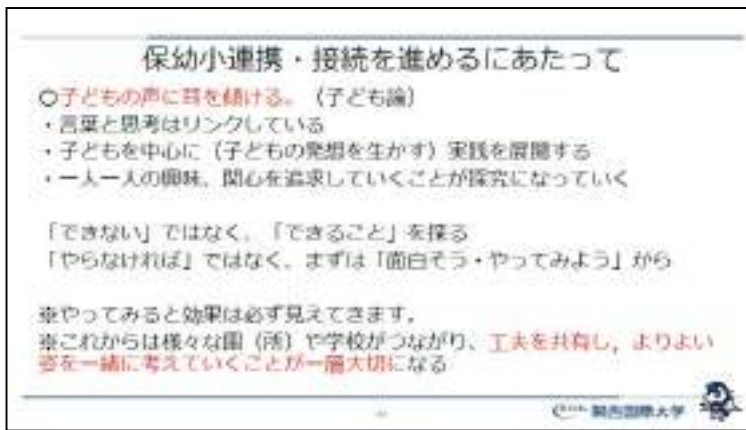 保幼小連携・接続を進めるにあたって
○子どもの声に耳を傾ける。（子ども論）
・言葉と思考はリンクしている
・子どもを中心に（子どもの発想を生かす）実践を展開する
・一人一人の興味、関心を追求していくことが探究になっていく
「できない」ではなく、「できること」を探る
「やらなければ」ではなく、まずは「面白そう・やってみよう」から
※やってみると効果は必ず見えてきます。
※これからは様々な園（所）や学校がつながり、工夫を共有し，よりよい
姿を一緒に考えていくことが一層大切になる
関西国際大学